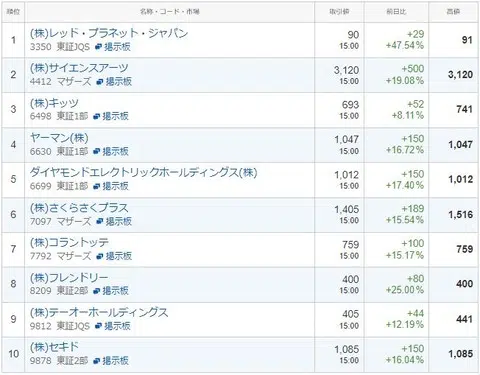 順位 名称・コード・市場 取引値 前日比 高値
1 (株)レッド・プラネット・ジャパン 90 +29 91
3350 東証JQS 掲示板 15:00 +47.54%
2 (株)サイエンスアーツ 3,120 +500 3,120
4412 マザーズ 掲示板 15:00 +19.08%
3 (株)キッツ 693 +52 741
6498 東証1部 掲示板 15:00 +8.11%
4 ヤーマン(株) 1,047 +150 1,047
6630 東証1部 掲示板 15:00 +16.72%
5 ダイヤモンドエレクトリックホールディングス(株) 1,012 +150 1,012
6699 東証1部 掲示板 15:00 +17.40%
6 (株)さくらさくプラス 1,405 +189 1,516
7097 マザーズ 掲示板 15:00 +15.54%
7 (株)コラントッテ 759 +100 759
7792 マザーズ 掲示板 15:00 +15.17%
8 (株)フレンドリー 400 +80 400
8209 東証2部 掲示板 15:00 +25.00%
9 (株)テーオーホールディングス 405 +44 441
9812 東証JQS 掲示板 15:00 +12.19%
10 (株)セキド 1,085 +150 1,085
9878 東証2部 掲示板 15:00 +16.04%